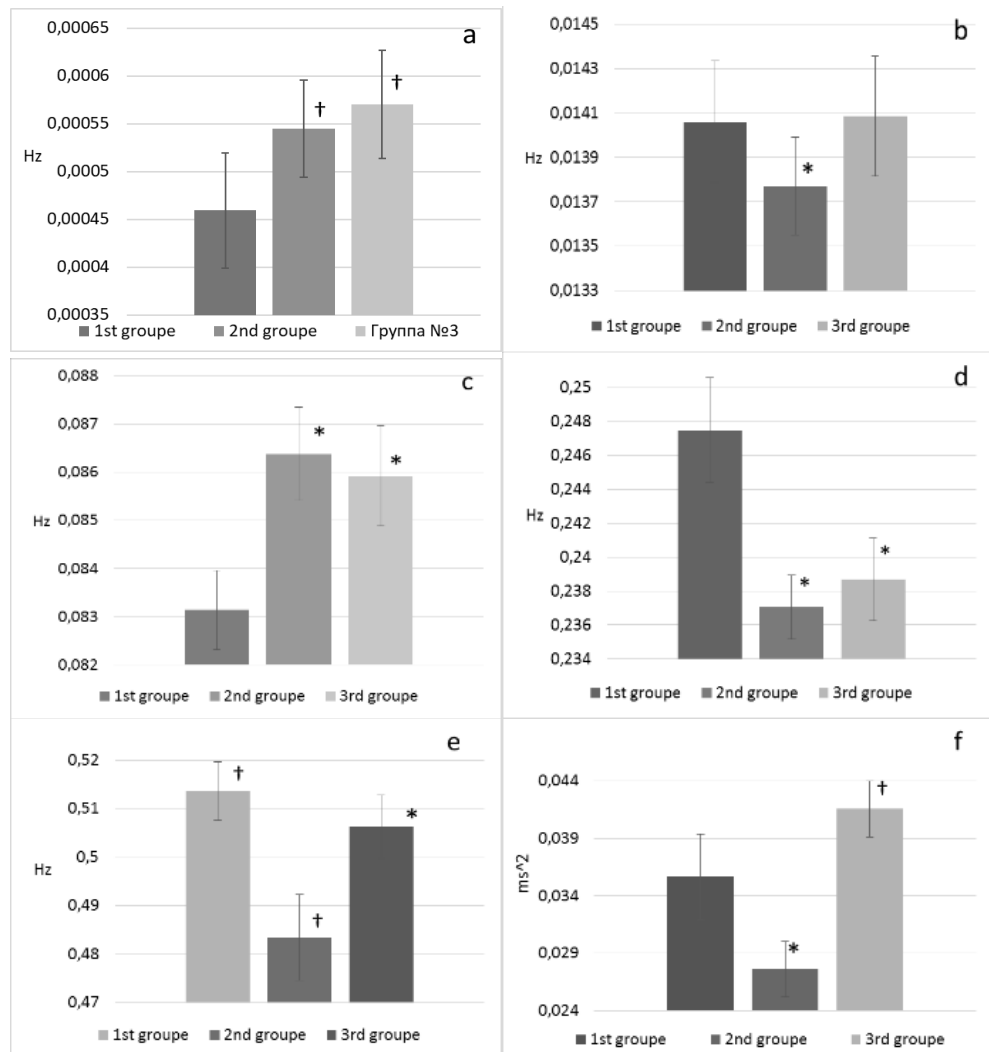 a
0,00065
0,0006
0,00055
0,0005
0,00045
0,0004
0,00035
Hz
†
†
■ 1st groupe ■ 2nd groupe ■ Группа №3
b
0,0145
0,0143
0,0141
0,0139
0,0137
0,0135
0,0133
Hz
*
■ 1st groupe ■ 2nd groupe ■ 3rd groupe
c
0,088
0,087
0,086
0,085
0,084
0,083
0,082
Hz
*
*
■ 1st groupe ■ 2nd groupe ■ 3rd groupe
d
0,25
0,248
0,246
0,244
0,242
0,24
0,238
0,236
0,234
Hz
*
*
■ 1st groupe ■ 2nd groupe ■ 3rd groupe
e
0,52
0,51
0,5
0,49
0,48
0,47
Hz
†
†
*
■ 1st groupe ■ 2nd groupe ■ 3rd groupe
f
0,044
0,039
0,034
0,029
0,024
ms^2
*
†
■ 1st groupe ■ 2nd groupe ■ 3rd groupe